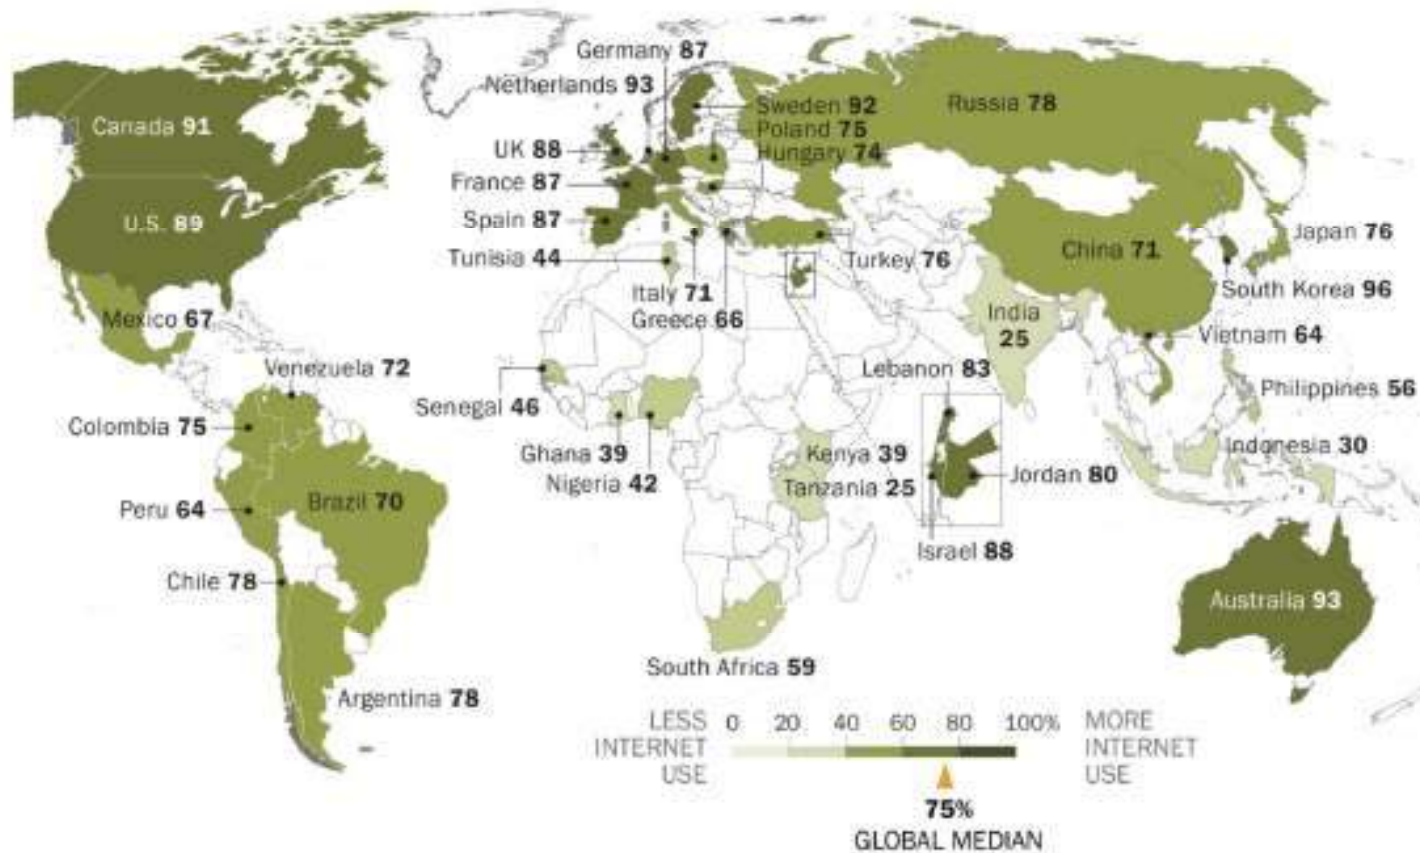 Germany 87
Netherlands 93
Sweden 92
Russia 78
Canada 91
Poland 75
UK 88
Hungary 74
France 87
Spain 87
U.S. 89
Tunisia 44
Turkey 76
China 71
Japan 76
Italy 71
South Korea 96
Mexico 67
Greece 66
India
25
Vietnam 64
Venezuela 72
Lebanon 83
Philippines 56
Senegal 46
Colombia 75
Ghana 39
Kenya 39
Indonesia 30
Nigeria 42
Tanzania 25
Jordan 80
Peru 64
Brazil 70
Israel 88
Chile 78
Australia 93
South Africa 59
Argentina 78
LESS 0 20 40 60 80 100% MORE
INTERNET INTERNET
USE USE
75%
GLOBAL MEDIAN